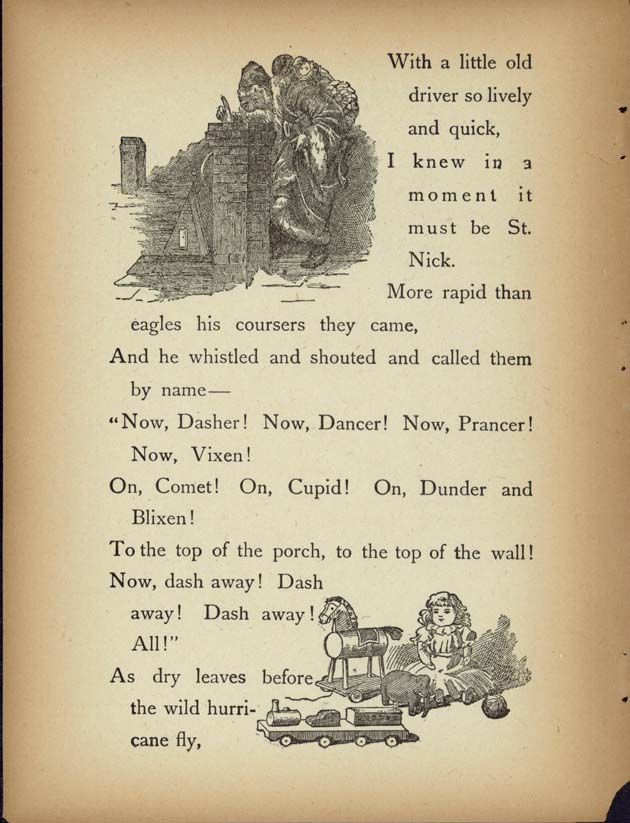 With a little old
driver so lively
and quick,
I knew in a
moment it
must be St.
Nick.
More rapid than
eagles his coursers they came,
And he whistled and shouted and called them
by name—
“Now, Dasher! Now, Dancer! Now, Prancer!
Now, Vixen!
On, Comet! On, Cupid! On, Dunder and
Blixen!
To the top of the porch, to the top of the wall!
Now, dash away! Dash
away! Dash away!
All!”
As dry leaves before
the wild hurri-
cane fly,